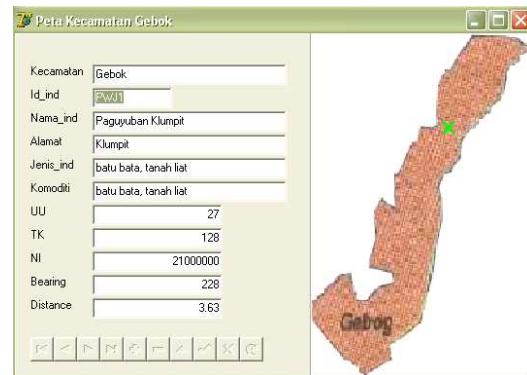 Peta Kecamatan Gebok
Kecamatan Gebok
Id_ind PWJ1
Nama_ind Paguyuban Klumpit
Alamat Klumpit
Jenis_ind batu bata, tanah liat
Komoditi batu bata, tanah liat
UU 27
TK 128
NI 21000000
Bearing 228
Distance 3.63
Gebog